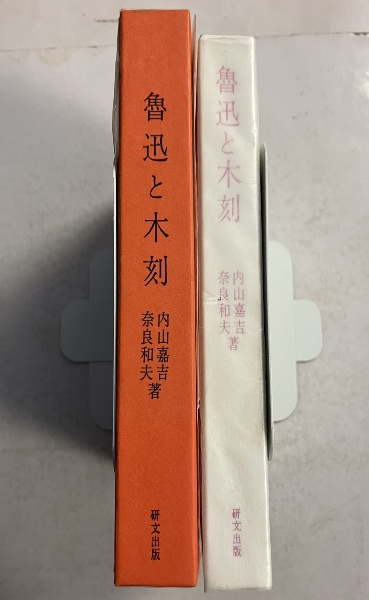 魯迅と木刻
内山嘉吉
奈良和夫 著
研文出版
魯迅と木刻
内山嘉吉
奈良和夫 著
研文出版